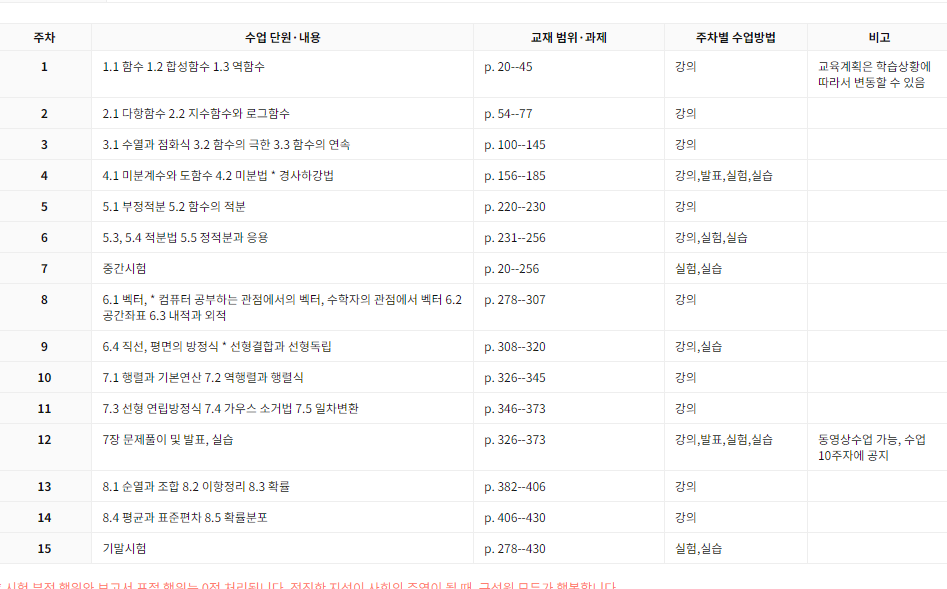 주차 수업 단원·내용 교재 범위·과제 주차별 수업방법 비고
1 1.1 함수 1.2 합성함수 1.3 역함수 p. 20--45 강의 교육계획은 학습상황에
따라서 변동할 수 있음
2 2.1 다항함수 2.2 지수함수와 로그함수 p. 54--77 강의
3 3.1 수열과 점화식 3.2 함수의 극한 3.3 함수의 연속 p. 100--145 강의
4 4.1 미분계수와 도함수 4.2 미분법 * 경사하강법 p. 156--185 강의,발표,실험,실습
5 5.1 부정적분 5.2 함수의 적분 p. 220--230 강의
6 5.3, 5.4 적분법 5.5 정적분과 응용 p. 231--256 강의,실험,실습
7 중간시험 p. 20--256 실험,실습
8 6.1 벡터, * 컴퓨터 공부하는 관점에서의 벡터, 수학자의 관점에서 벡터 6.2 p. 278--307 강의
공간좌표 6.3 내적과 외적
9 6.4 직선, 평면의 방정식 * 선형결합과 선형독립 p. 308--320 강의,실습
10 7.1 행렬과 기본연산 7.2 역행렬과 행렬식 p. 326--345 강의
11 7.3 선형 연립방정식 7.4 가우스 소거법 7.5 일차변환 p. 346--373 강의
12 7장 문제풀이 및 발표, 실습 p. 326--373 강의,발표,실험,실습 동영상수업 가능, 수업
10주자에 공지
13 8.1 순열과 조합 8.2 이항정리 8.3 확률 p. 382--406 강의
14 8.4 평균과 표준편차 8.5 확률분포 p. 406--430 강의
15 기말시험 p. 278--430 실험,실습